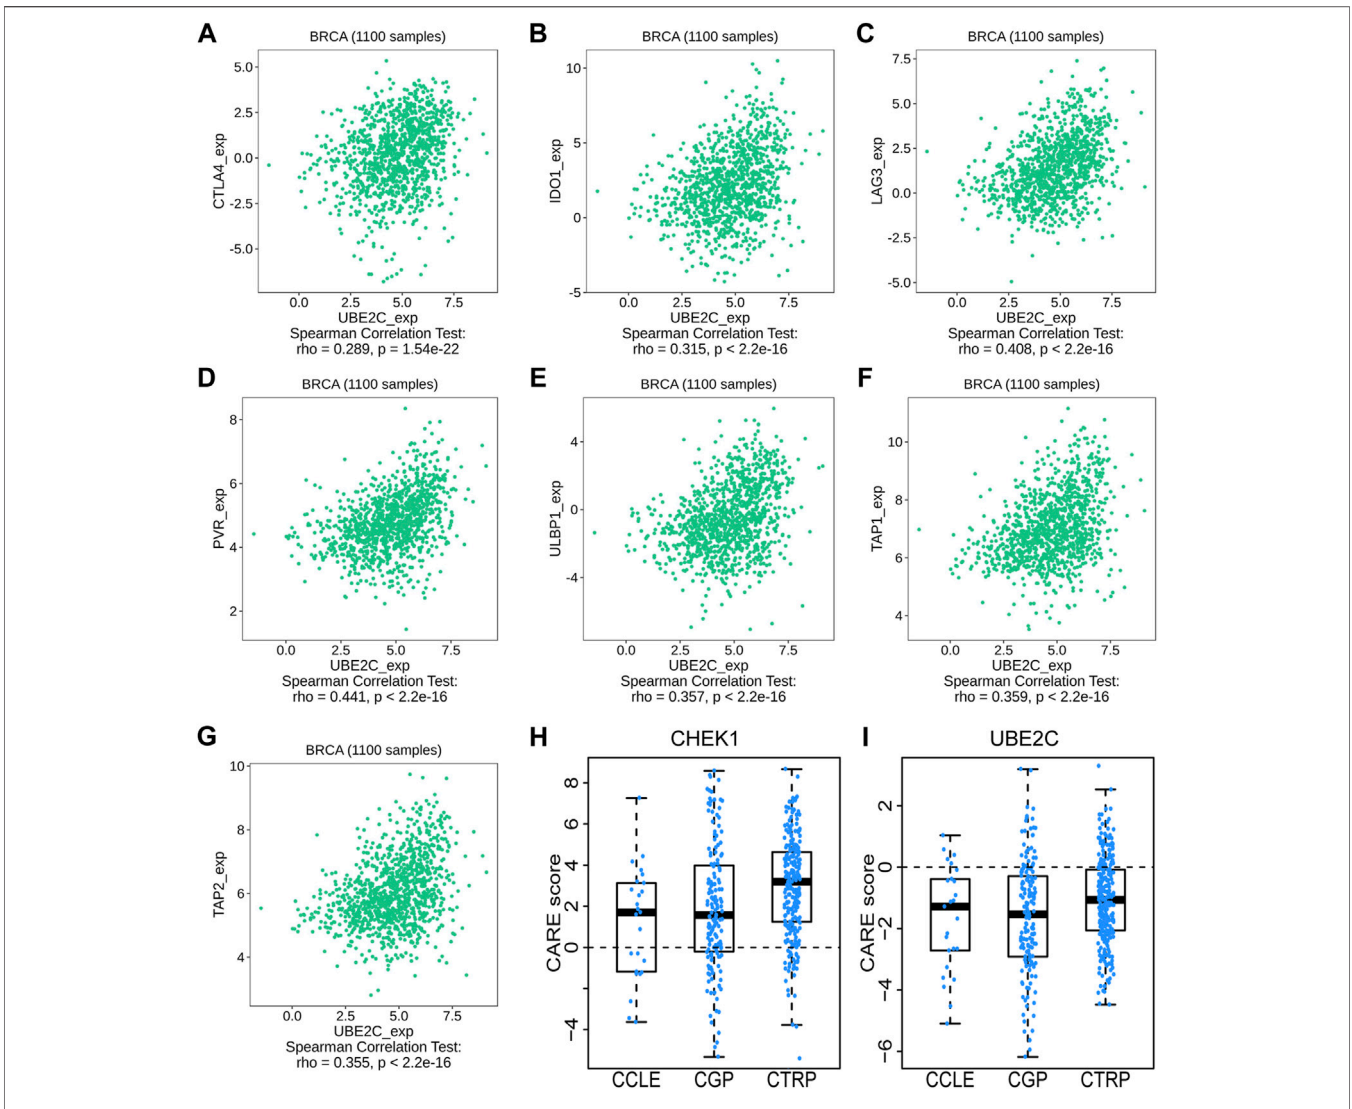 A
BRCA (1100 samples)
5.0
2.5
0.0
-2.5
-5.0
CTLA4_exp
0.0 2.5 5.0 7.5
UBE2C_exp
Spearman Correlation Test:
rho = 0.289, p = 1.54e-22
B
BRCA (1100 samples)
10
5
0
-5
IDO1_exp
0.0 2.5 5.0 7.5
UBE2C_exp
Spearman Correlation Test:
rho = 0.315, p < 2.2e-16
C
BRCA (1100 samples)
7.5
5.0
2.5
0.0
-2.5
-5.0
LAG3_exp
0.0 2.5 5.0 7.5
UBE2C_exp
Spearman Correlation Test:
rho = 0.408, p < 2.2e-16
D
BRCA (1100 samples)
8
6
4
2
PVR_exp
0.0 2.5 5.0 7.5
UBE2C_exp
Spearman Correlation Test:
rho = 0.441, p < 2.2e-16
E
BRCA (1100 samples)
4
0
-4
ULBP1_exp
0.0 2.5 5.0 7.5
UBE2C_exp
Spearman Correlation Test:
rho = 0.357, p < 2.2e-16
F
BRCA (1100 samples)
10
8
6
4
TAP1_exp
0.0 2.5 5.0 7.5
UBE2C_exp
Spearman Correlation Test:
rho = 0.359, p < 2.2e-16
G
BRCA (1100 samples)
10
8
6
4
TAP2_exp
0.0 2.5 5.0 7.5
UBE2C_exp
Spearman Correlation Test:
rho = 0.355, p < 2.2e-16
H
CHEK1
8
6
4
2
0
−4
CARE score
CCLE CGP CTRP
I
UBE2C
2
0
−2
−4
−6
CARE score
CCLE CGP CTRP